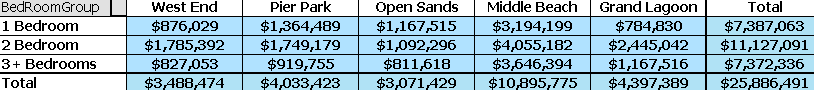 BedRoomGroup West End Pier Park Open Sands Middle Beach Grand Lagoon Total
1 Bedroom $876,029 $1,364,489 $1,167,515 $3,194,199 $784,830 $7,387,063
2 Bedroom $1,785,392 $1,749,179 $1,092,296 $4,055,182 $2,445,042 $11,127,091
3+ Bedrooms $827,053 $919,755 $811,618 $3,646,394 $1,167,516 $7,372,336
Total $3,488,474 $4,033,423 $3,071,429 $10,895,775 $4,397,389 $25,886,491